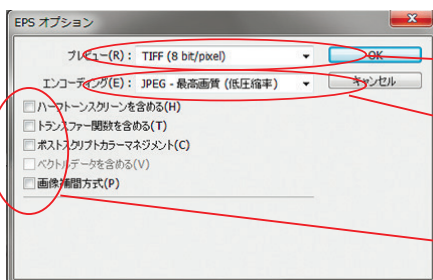 EPS オプション
プレビュー(R): TIFF (8 bit/pixel)
OK
エンコーディング(E): JPEG - 最高画質 (低圧縮率)
キャンセル
ハーフトーンスクリーンを含める(H)
トランスファー関数を含める(T)
ポストスクリプトカラーマネジメント(C)
ベクトルデータを含める(V)
画像補間方式(P)